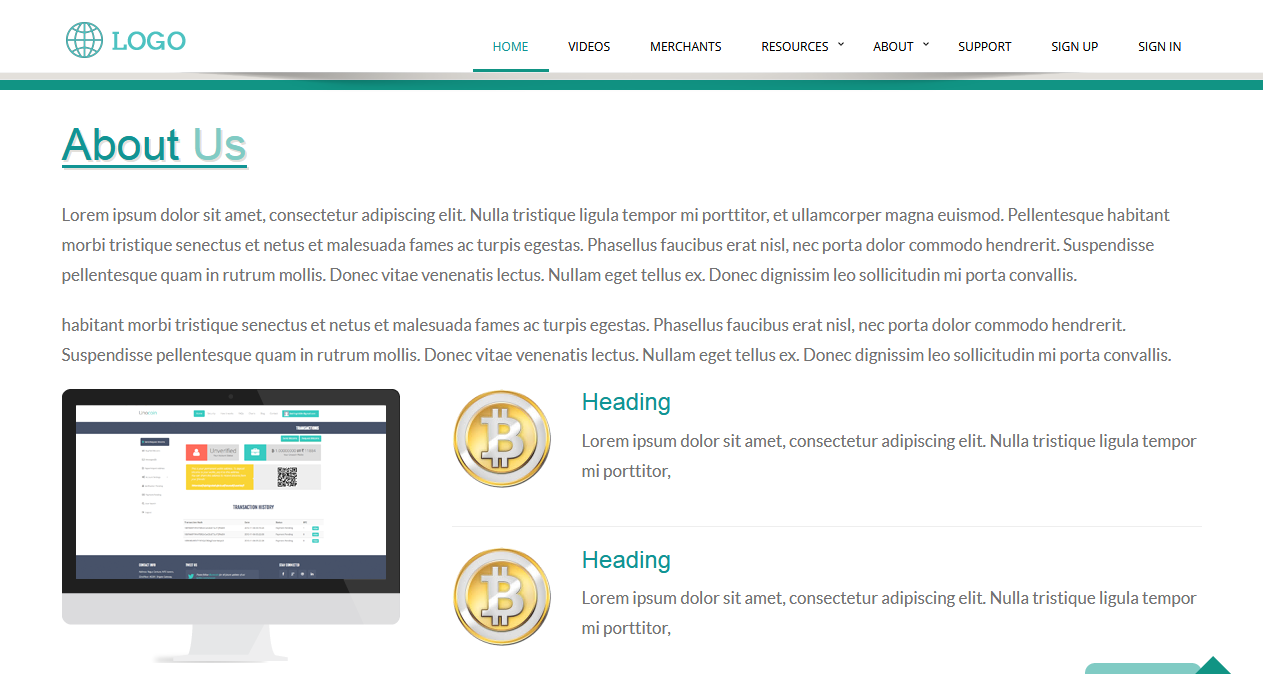 LOGO
HOME VIDEOS MERCHANTS RESOURCES ABOUT SUPPORT SIGN UP SIGN IN
About Us
Lorem ipsum dolor sit amet, consectetur adipiscing elit. Nulla tristique ligula tempor mi porttitor, et ullamcorper magna euismod. Pellentesque habitant
morbi tristique senectus et netus et malesuada fames ac turpis egestas. Phasellus faucibus erat nisl, nec porta dolor commodo hendrerit. Suspendisse
pellentesque quam in rutrum mollis. Donec vitae venenatis lectus. Nullam eget tellus ex. Donec dignissim leo sollicitudin mi porta convallis.
habitant morbi tristique senectus et netus et malesuada fames ac turpis egestas. Phasellus faucibus erat nisl, nec porta dolor commodo hendrerit.
Suspendisse pellentesque quam in rutrum mollis. Donec vitae venenatis lectus. Nullam eget tellus ex. Donec dignissim leo sollicitudin mi porta convallis.
TRANSACTIONS
Unverified
TRANSACTION HISTORY
Heading
Lorem ipsum dolor sit amet, consectetur adipiscing elit. Nulla tristique ligula tempor
mi porttitor,
Heading
Lorem ipsum dolor sit amet, consectetur adipiscing elit. Nulla tristique ligula tempor
mi porttitor,